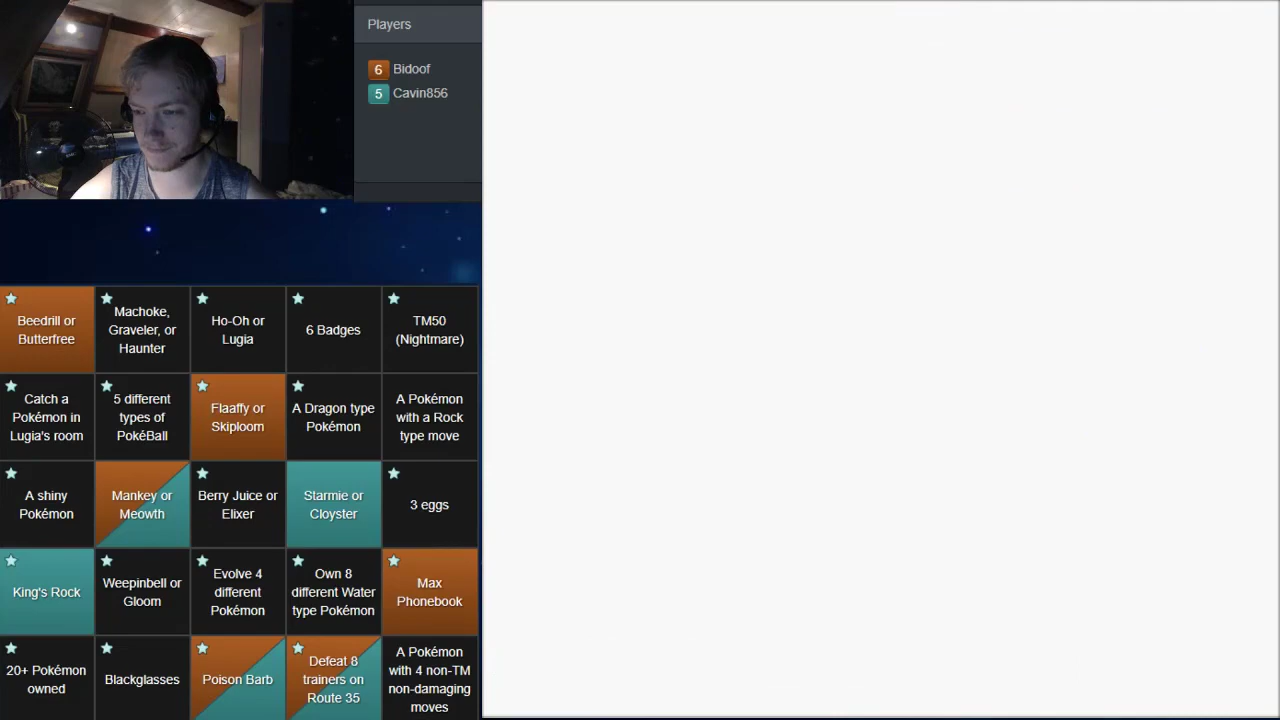 Players
6 Bidoof
5 Cavin856
Beedrill or
Butterfree
Machoke,
Graveler, or
Haunter
Ho-Oh or
Lugia
6 Badges
TM50
(Nightmare)
Catch a
Pokémon in
Lugia's room
5 different
types of
PokéBall
Flaaffy or
Skiploom
A Dragon type
Pokémon
A Pokémon
with a Rock
type move
A shiny
Pokémon
Mankey or
Meowth
Berry Juice or
Elixer
Starmie or
Cloyster
3 eggs
King's Rock
Weepinbell or
Gloom
Evolve 4
different
Pokémon
Own 8
different Water
type Pokémon
Max
Phonebook
20+ Pokémon
owned
Blackglasses
Poison Barb
Defeat 8
trainers on
Route 35
A Pokémon
with 4 non-TM
non-damaging
moves